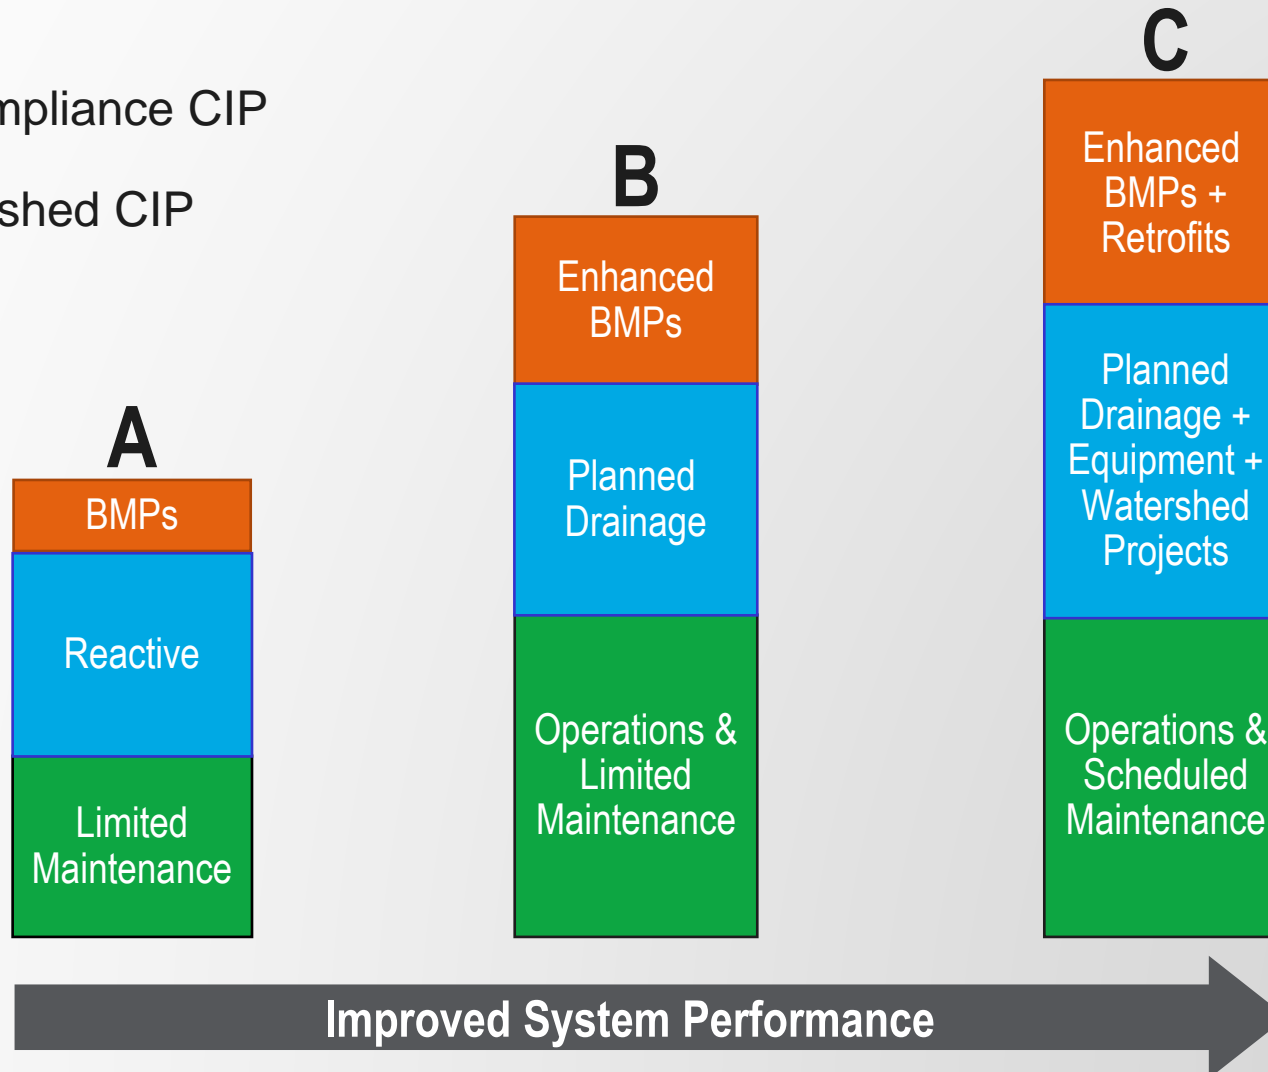 mpliance CIP
shed CIP
A
BMPs
Reactive
Limited
Maintenance
B
Enhanced
BMPs
Planned
Drainage
Operations &
Limited
Maintenance
C
Enhanced
BMPs +
Retrofits
Planned
Drainage +
Equipment +
Watershed
Projects
Operations &
Scheduled
Maintenance
Improved System Performance